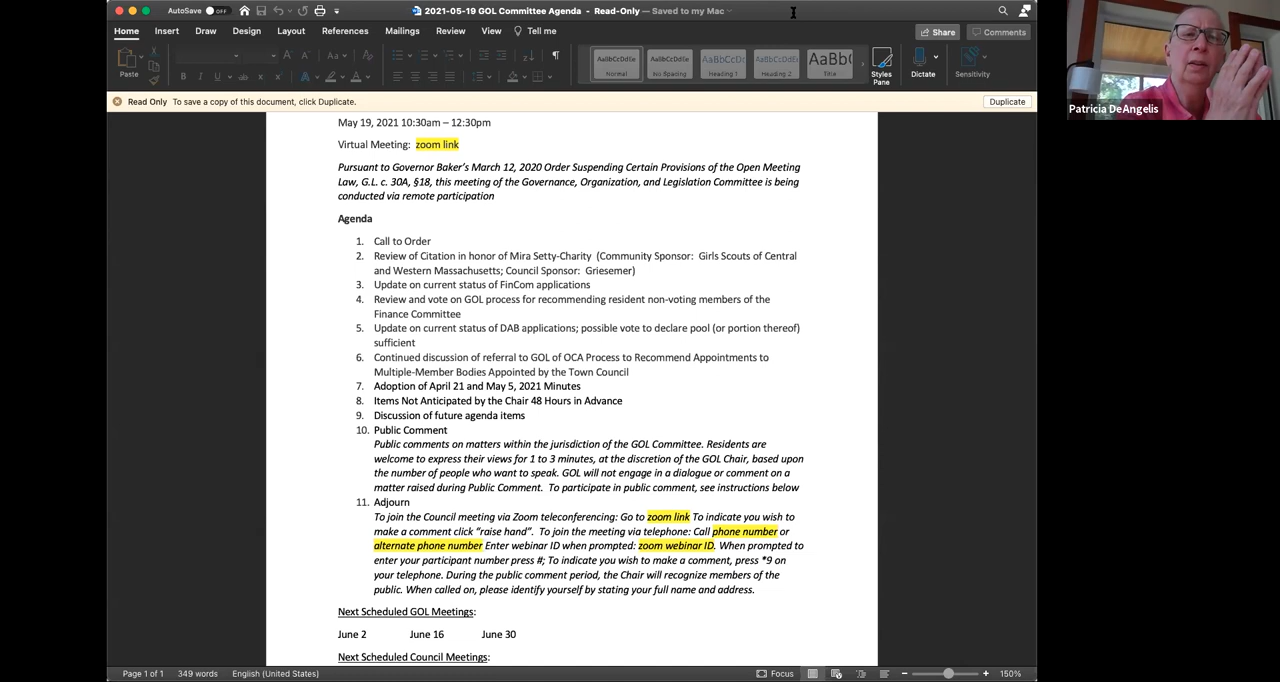 AutoSave OFF 2021-05-19 GOL Committee Agenda - Read-Only — Saved to my Mac
Home Insert Draw Design Layout References Mailings Review View Tell me Share Comments
Paste
AaBbCcDdEe Normal
AaBbCcDdEe No Spacing
AaBbCcDc Heading 1
AaBbCcDdEe Heading 2
AaBb( Title
Styles Pane
Dictate
Sensitivity
Read Only To save a copy of this document, click Duplicate. Duplicate
Patricia DeAngelis
May 19, 2021 10:30am – 12:30pm
Virtual Meeting: zoom link
Pursuant to Governor Baker's March 12, 2020 Order Suspending Certain Provisions of the Open Meeting
Law, G.L. c. 30A, §18, this meeting of the Governance, Organization, and Legislation Committee is being
conducted via remote participation
Agenda
1. Call to Order
2. Review of Citation in honor of Mira Setty-Charity (Community Sponsor: Girls Scouts of Central
and Western Massachusetts; Council Sponsor: Griesemer)
3. Update on current status of FinCom applications
4. Review and vote on GOL process for recommending resident non-voting members of the
Finance Committee
5. Update on current status of DAB applications; possible vote to declare pool (or portion thereof)
sufficient
6. Continued discussion of referral to GOL of OCA Process to Recommend Appointments to
Multiple-Member Bodies Appointed by the Town Council
7. Adoption of April 21 and May 5, 2021 Minutes
8. Items Not Anticipated by the Chair 48 Hours in Advance
9. Discussion of future agenda items
10. Public Comment
Public comments on matters within the jurisdiction of the GOL Committee. Residents are
welcome to express their views for 1 to 3 minutes, at the discretion of the GOL Chair, based upon
the number of people who want to speak. GOL will not engage in a dialogue or comment on a
matter raised during Public Comment. To participate in public comment, see instructions below
11. Adjourn
To join the Council meeting via Zoom teleconferencing: Go to zoom link To indicate you wish to
make a comment click "raise hand". To join the meeting via telephone: Call phone number or
alternate phone number Enter webinar ID when prompted: zoom webinar ID. When prompted to
enter your participant number press #; To indicate you wish to make a comment, press *9 on
your telephone. During the public comment period, the Chair will recognize members of the
public. When called on, please identify yourself by stating your full name and address.
Next Scheduled GOL Meetings:
June 2 June 16 June 30
Next Scheduled Council Meetings:
Page 1 of 1 349 words English (United States) Focus 150%